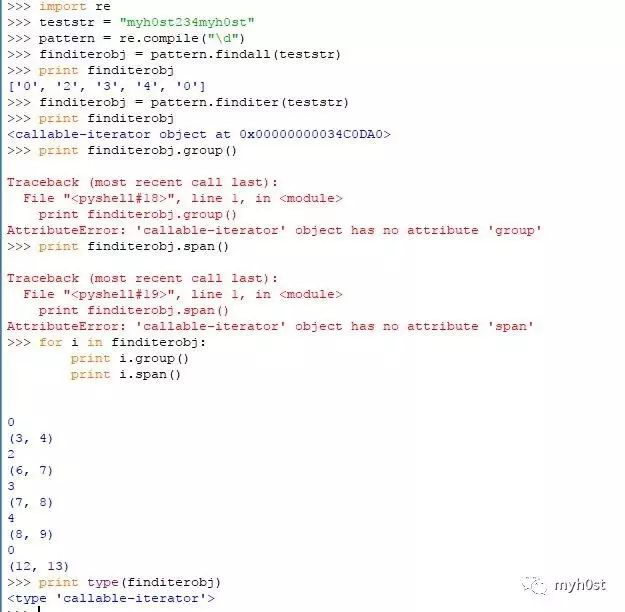 >>> import re
>>> teststr = "myh0st234myh0st"
>>> pattern = re.compile("\d")
>>> finditerobj = pattern.findall(teststr)
>>> print finditerobj
['0', '2', '3', '4', '0']
>>> finditerobj = pattern.finditer(teststr)
>>> print finditerobj
<callable-iterator object at 0x00000000034C0DA0>
>>> print finditerobj.group()
Traceback (most recent call last):
  File "<pyshell#18>", line 1, in <module>
    print finditerobj.group()
AttributeError: 'callable-iterator' object has no attribute 'group'
>>> print finditerobj.span()
Traceback (most recent call last):
  File "<pyshell#19>", line 1, in <module>
    print finditerobj.span()
AttributeError: 'callable-iterator' object has no attribute 'span'
>>> for i in finditerobj:
        print i.group()
        print i.span()
0
(3, 4)
2
(6, 7)
3
(7, 8)
4
(8, 9)
0
(12, 13)
>>> print type(finditerobj)
<type 'callable-iterator'>
>>>
myh0st